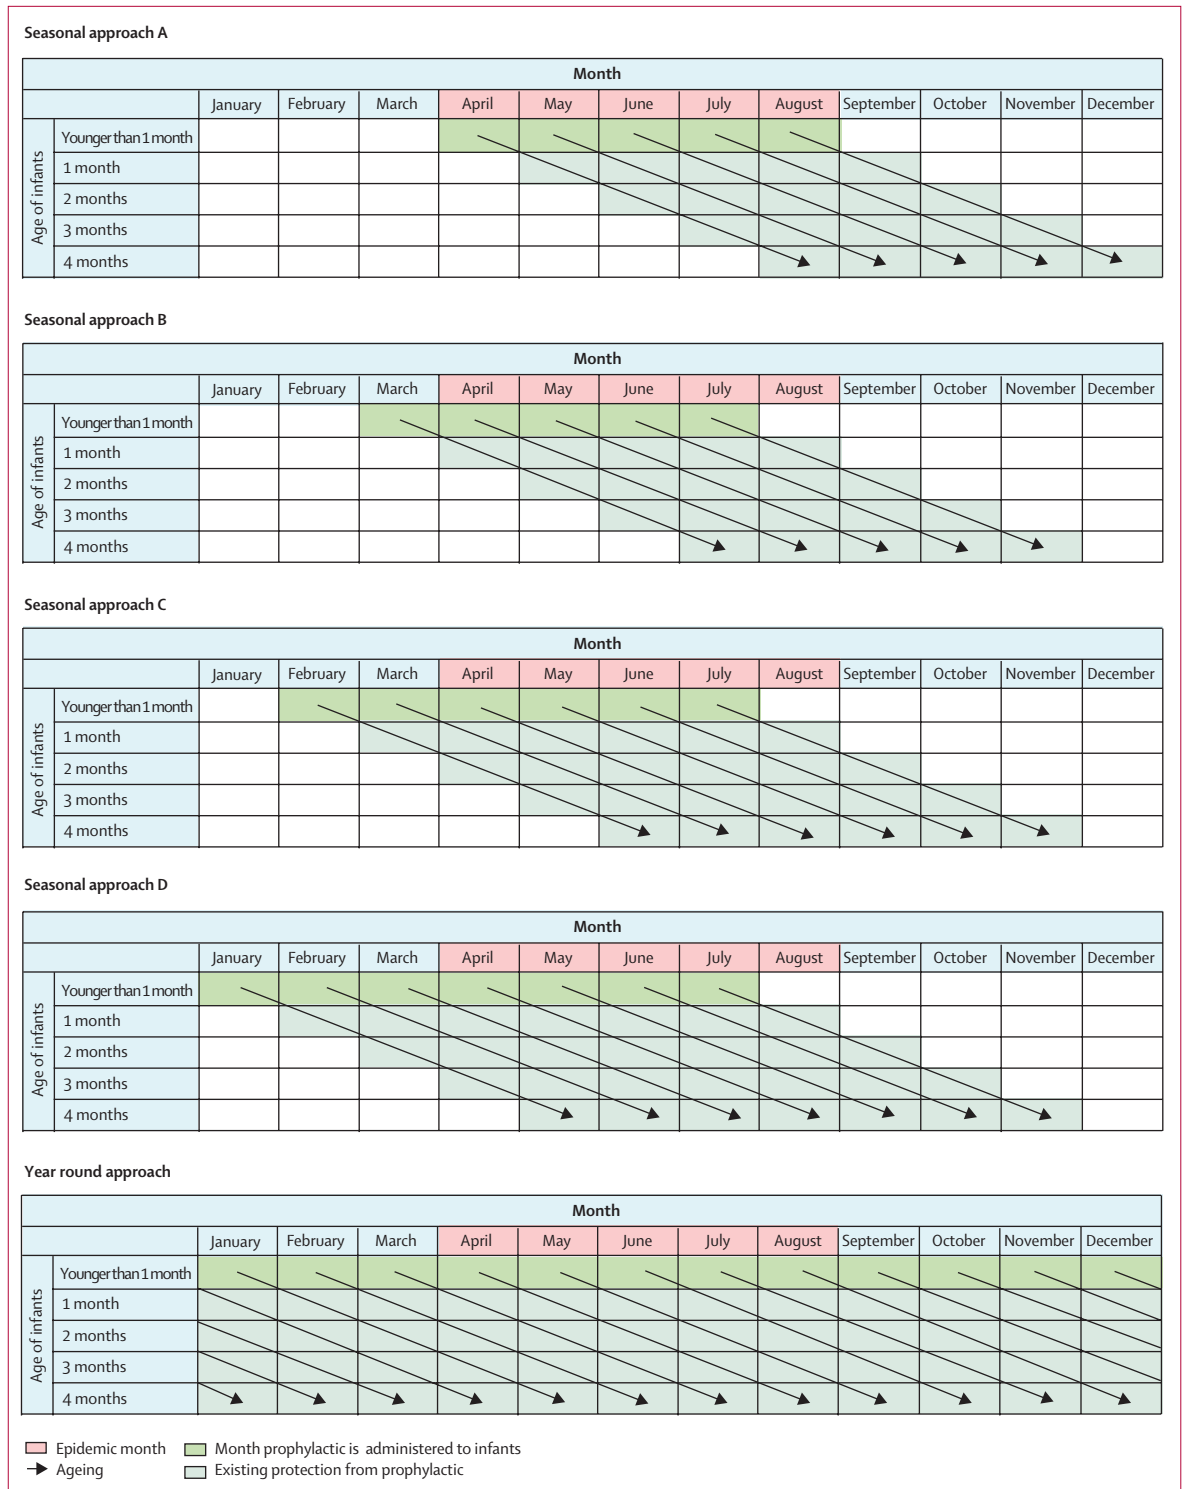 Seasonal approach A
Month
January February March April May June July August September October November December
Age of infants
Younger than 1 month
1 month
2 months
3 months
4 months
Seasonal approach B
Month
January February March April May June July August September October November December
Age of infants
Younger than 1 month
1 month
2 months
3 months
4 months
Seasonal approach C
Month
January February March April May June July August September October November December
Age of infants
Younger than 1 month
1 month
2 months
3 months
4 months
Seasonal approach D
Month
January February March April May June July August September October November December
Age of infants
Younger than 1 month
1 month
2 months
3 months
4 months
Year round approach
Month
January February March April May June July August September October November December
Age of infants
Younger than 1 month
1 month
2 months
3 months
4 months
Epidemic month Month prophylactic is administered to infants
Ageing Existing protection from prophylactic